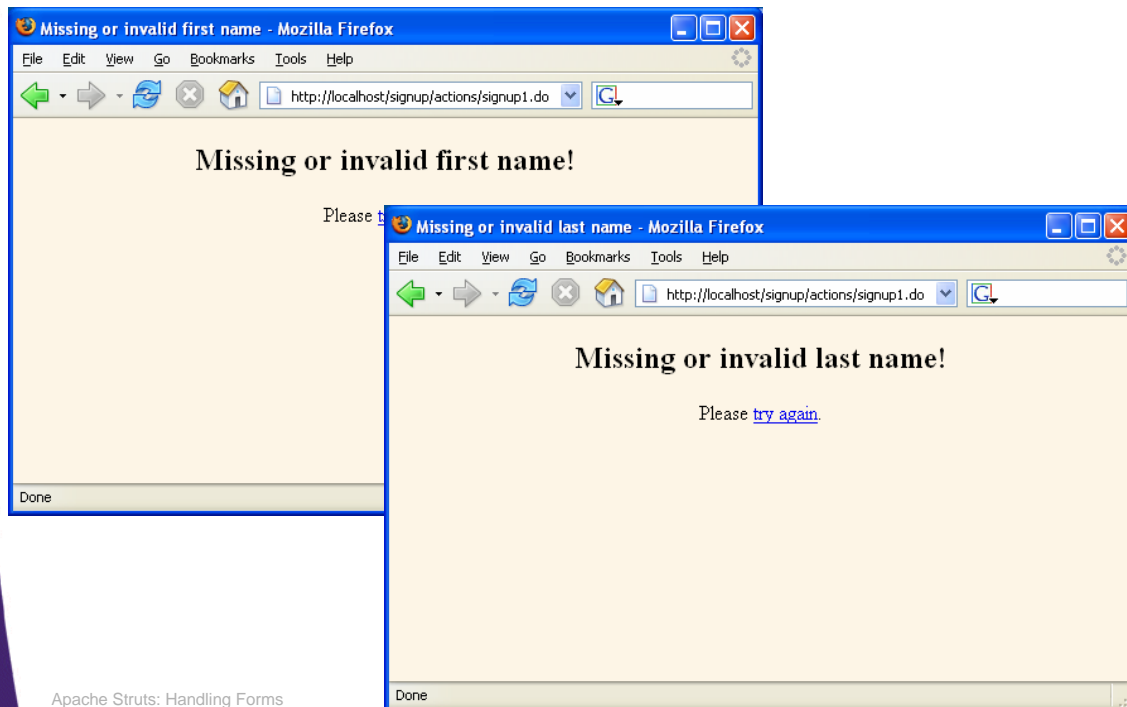 Missing or invalid first name - Mozilla Firefox
File Edit View Go Bookmarks Tools Help
http://localhost/signup/actions/signup1.do
Missing or invalid first name!
Please
Done
Missing or invalid last name - Mozilla Firefox
File Edit View Go Bookmarks Tools Help
http://localhost/signup/actions/signup1.do
Missing or invalid last name!
Please try again.
Done
Apache Struts: Handling Forms